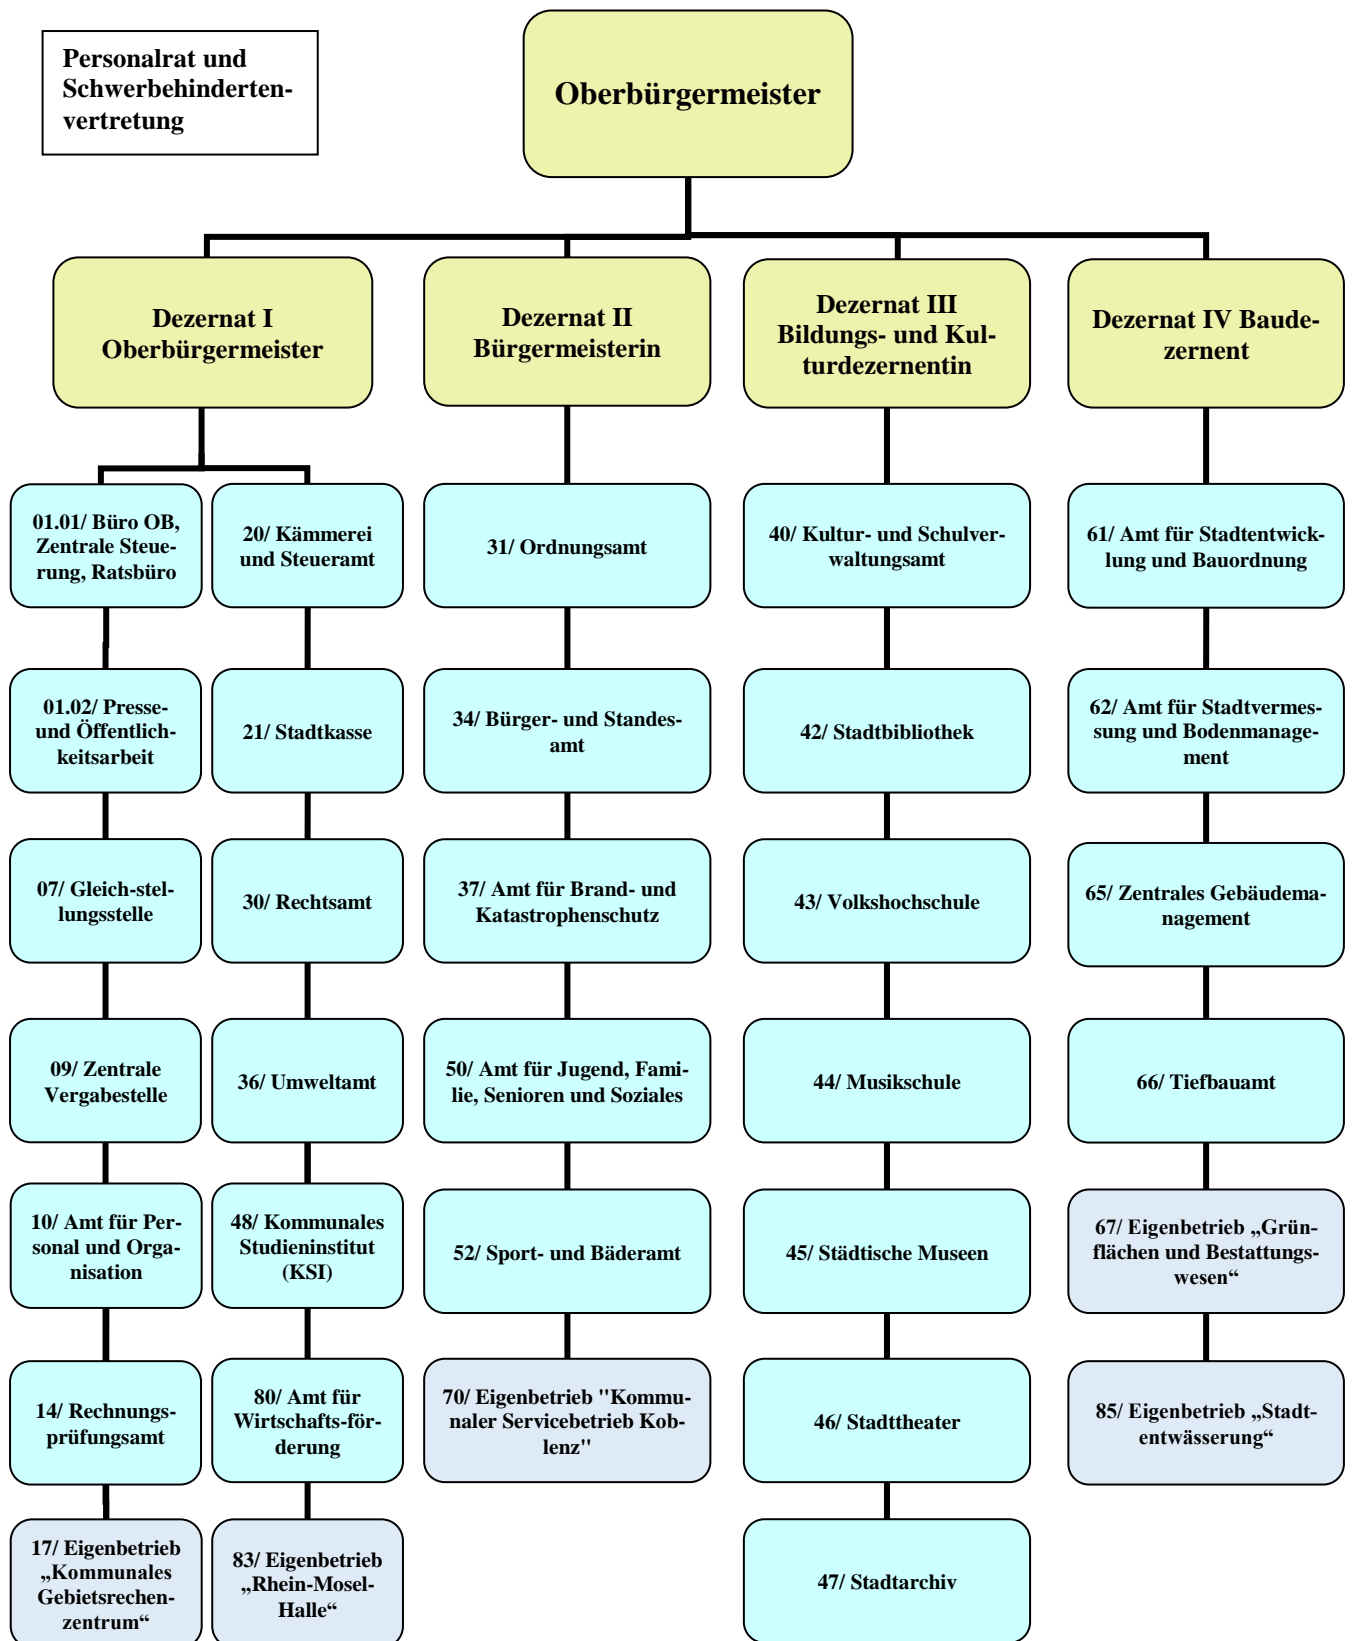 Personalrat und
Schwerbehinderten-
vertretung
Oberbürgermeister
Dezernat I
Oberbürgermeister
Dezernat II
Bürgermeisterin
Dezernat III
Bildungs- und Kul-
turdezernentin
Dezernat IV Baude-
zernent
01.01/ Büro OB,
Zentrale Steue-
rung, Ratsbüro
01.02/ Presse-
und Öffentlich-
keitsarbeit
07/ Gleich-stel-
lungsstelle
09/ Zentrale
Vergabestelle
10/ Amt für Per-
sonal und Orga-
nisation
14/ Rechnungs-
prüfungsamt
17/ Eigenbetrieb
„Kommunales
Gebietsrechen-
zentrum“
20/ Kämmerei
und Steueramt
21/ Stadtkasse
30/ Rechtsamt
36/ Umweltamt
48/ Kommunales
Studieninstitut
(KSI)
80/ Amt für
Wirtschafts-för-
derung
83/ Eigenbetrieb
„Rhein-Mosel-
Halle“
31/ Ordnungsamt
34/ Bürger- und Standes-
amt
37/ Amt für Brand- und
Katastrophenschutz
50/ Amt für Jugend, Fami-
lie, Senioren und Soziales
52/ Sport- und Bäderamt
70/ Eigenbetrieb "Kommu-
naler Servicebetrieb Kob-
lenz"
40/ Kultur- und Schulver-
waltungsamt
42/ Stadtbibliothek
43/ Volkshochschule
44/ Musikschule
45/ Städtische Museen
46/ Stadttheater
47/ Stadtarchiv
61/ Amt für Stadtentwick-
lung und Bauordnung
62/ Amt für Stadtvermes-
sung und Bodenmanage-
ment
65/ Zentrales Gebäudema-
nagement
66/ Tiefbauamt
67/ Eigenbetrieb „Grün-
flächen und Bestattungs-
wesen“
85/ Eigenbetrieb „Stadt-
entwässerung“